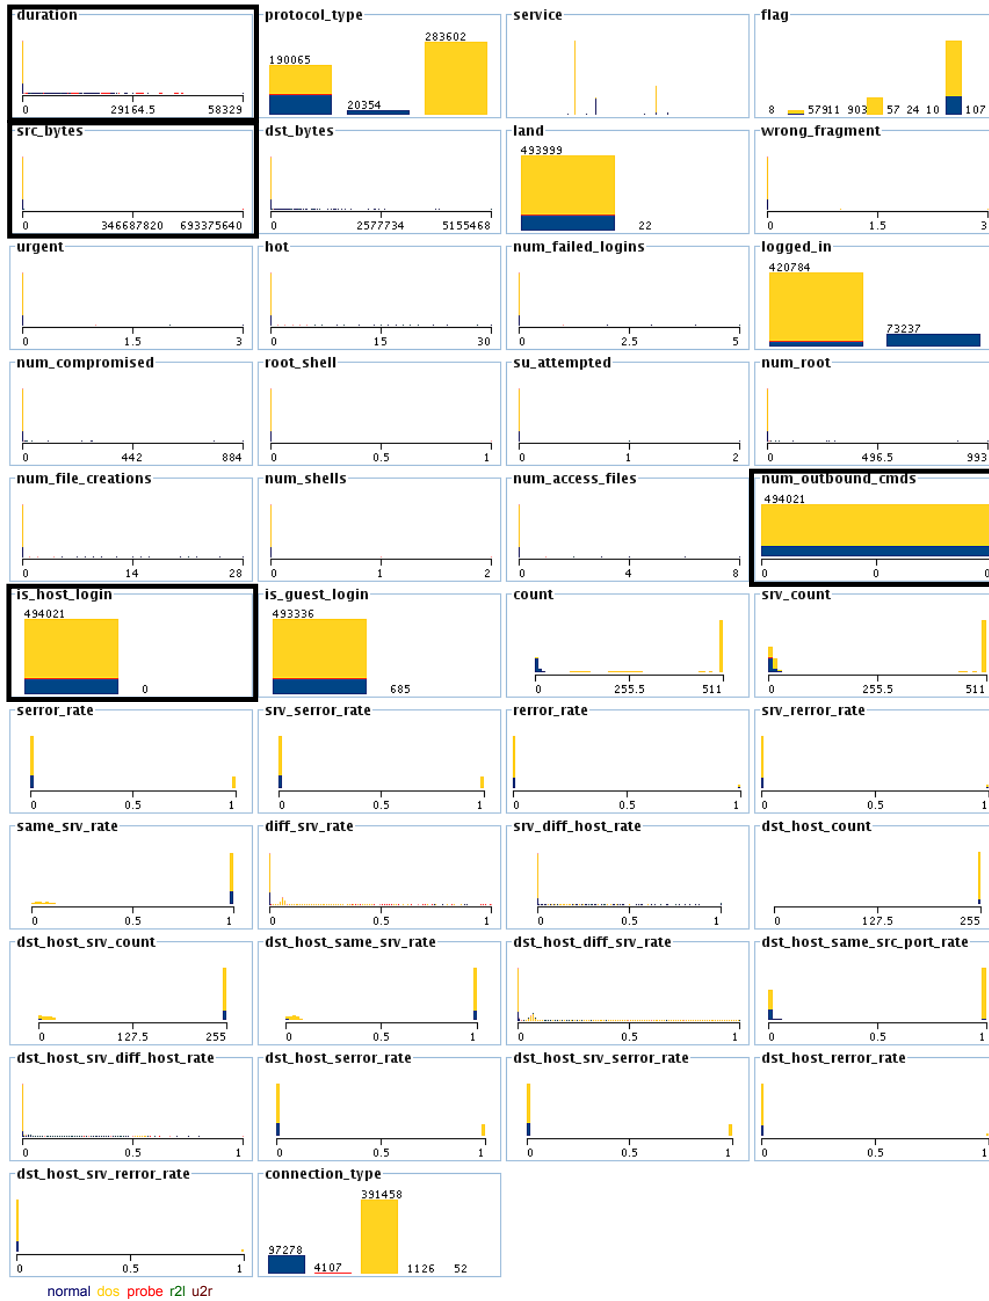 duration protocol_type service flag
190065 20354 283602
8 57911 903 57 24 10 107
0 29164.5 58329
src_bytes dst_bytes land wrong_fragment
493999 22
0 346687820 693375640 0 2577734 5155468 0 1.5 3
urgent hot num_failed_logins logged_in
420784 73237
0 1.5 3 0 15 30 0 2.5 5
num_compromised root_shell su_attempted num_root
0 442 884 0 0.5 1 0 1 2 0 496.5 993
num_file_creations num_shells num_access_files num_outbound_cmds
494021
0 14 28 0 1 2 0 4 8 0 0 0
is_host_login is_guest_login count srv_count
494021 0 493336 685
0 255.5 511 0 255.5 511
serror_rate srv_serror_rate rerror_rate srv_rerror_rate
0 0.5 1 0 0.5 1 0 0.5 1 0 0.5 1
same_srv_rate diff_srv_rate srv_diff_host_rate dst_host_count
0 0.5 1 0 0.5 1 0 0.5 1 0 127.5 255
dst_host_srv_count dst_host_same_srv_rate dst_host_diff_srv_rate dst_host_same_src_port_rate
0 127.5 255 0 0.5 1 0 0.5 1 0 0.5 1
dst_host_srv_diff_host_rate dst_host_serror_rate dst_host_srv_serror_rate dst_host_rerror_rate
0 0.5 1 0 0.5 1 0 0.5 1 0 0.5 1
dst_host_srv_rerror_rate connection_type
97278 4107 391458 1126 52
0 0.5 1
normal dos probe r2l u2r